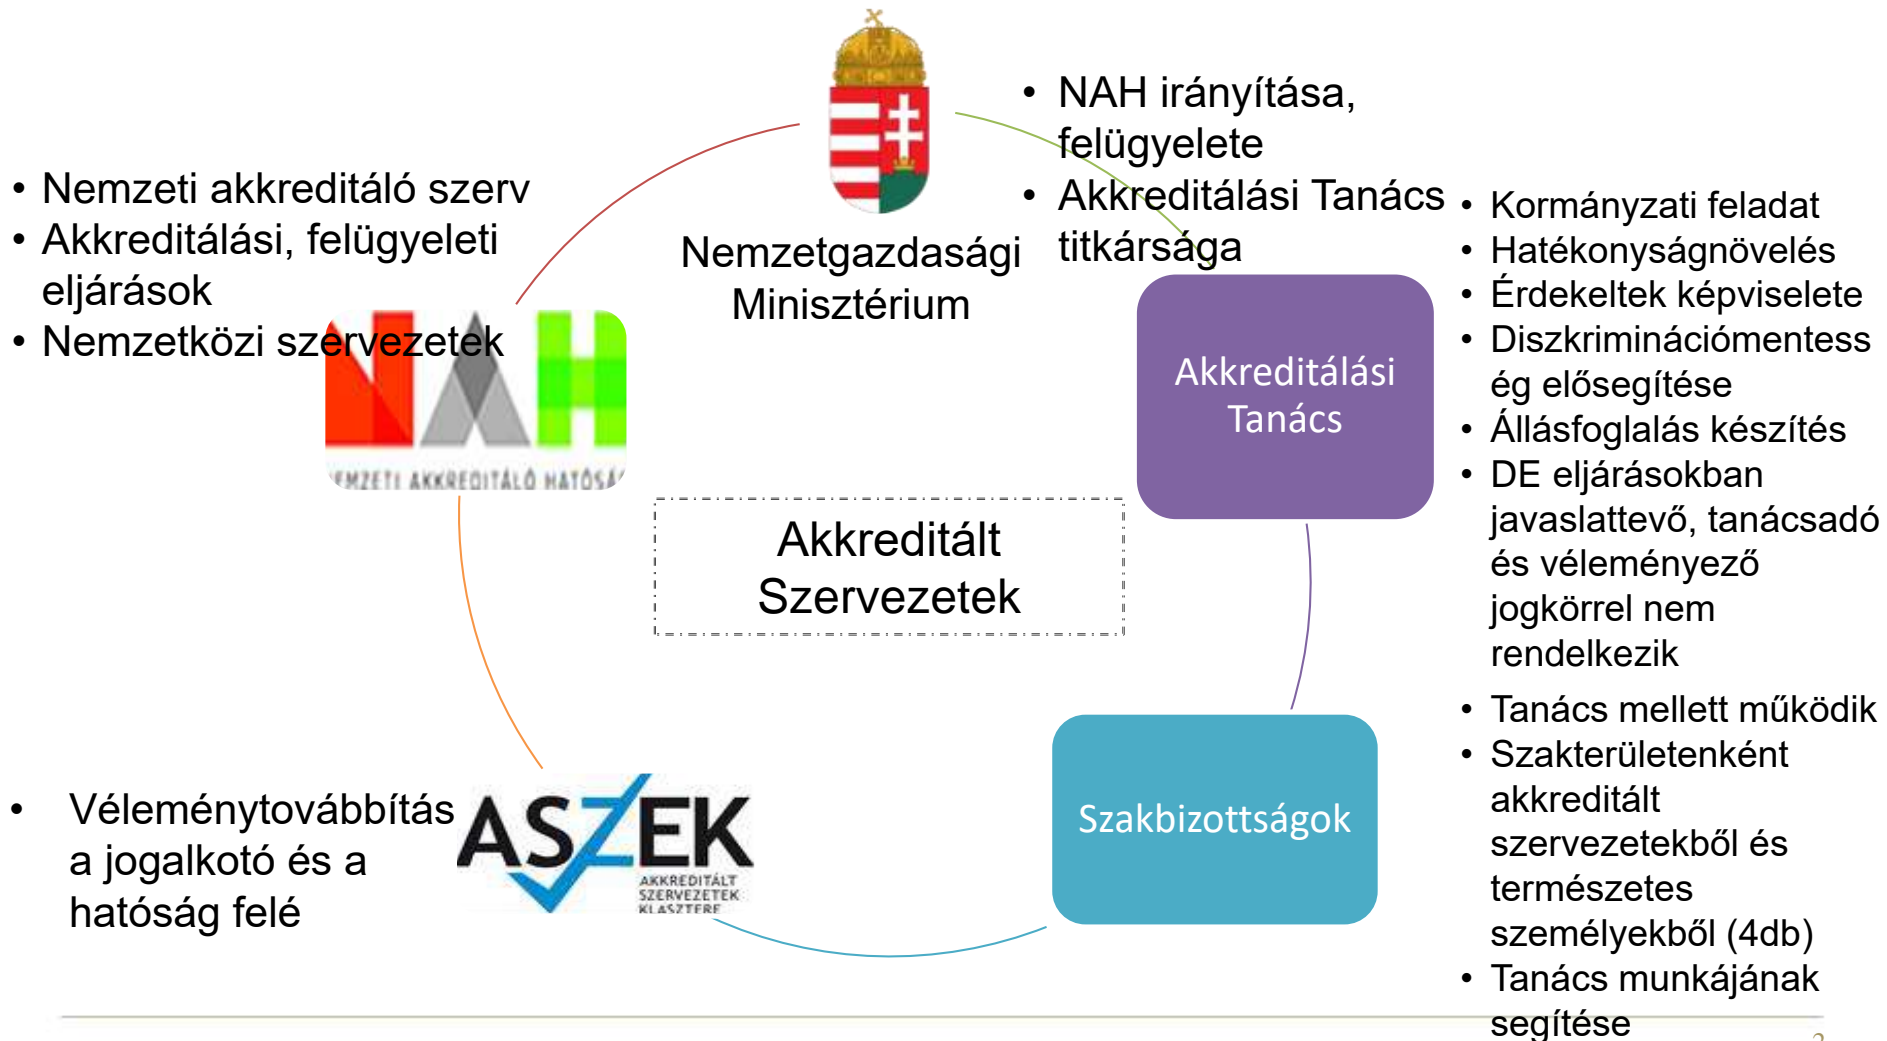 • NAH irányítása,
felügyelete
• Akkreditálási Tanács
titkársága
Nemzetgazdasági
Minisztérium
• Nemzeti akkreditáló szerv
• Akkreditálási, felügyeleti
eljárások
• Nemzetközi szervezetek
NAH
NEMZETI AKKREDITÁLÓ HATÓSÁG
Akkreditálási
Tanács
• Kormányzati feladat
• Hatékonyságnövelés
• Érdekeltek képviselete
• Diszkriminációmentess
ég elősegítése
• Állásfoglalás készítés
• DE eljárásokban
javaslattevő, tanácsadó
és véleményező
jogkörrel nem
rendelkezik
Akkreditált
Szervezetek
• Véleménytovábbítás
a jogalkotó és a
hatóság felé
ASZEK
AKKREDITÁLT
SZERVEZETEK
KLASZTERE
Szakbizottságok
• Tanács mellett működik
• Szakterületenként
akkreditált
szervezetekből és
természetes
személyekből (4db)
• Tanács munkájának
segítése